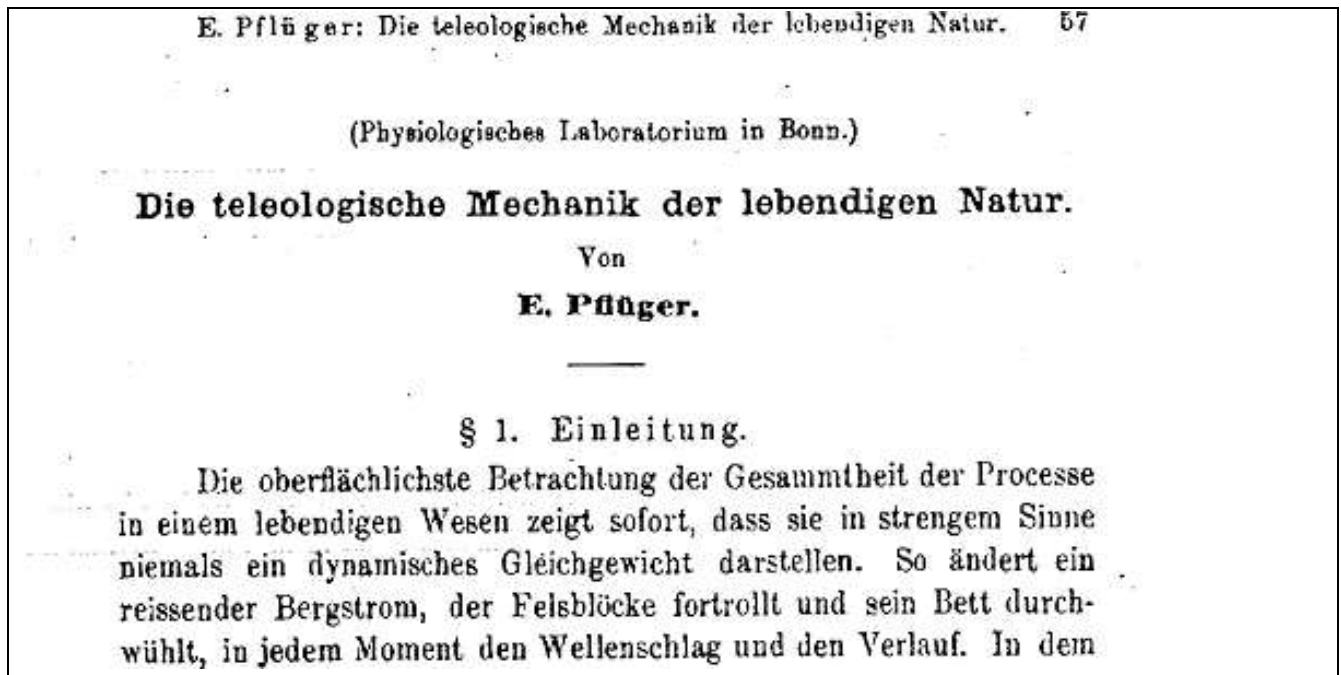 E. Pflüger: Die teleologische Mechanik der lebendigen Natur. 57
(Physiologisches Laboratorium in Bonn.)
Die teleologische Mechanik der lebendigen Natur.
Von
E. Pflüger.
§ 1. Einleitung.
Die oberflächlichste Betrachtung der Gesammtheit der Processe
in einem lebendigen Wesen zeigt sofort, dass sie in strengem Sinne
niemals ein dynamisches Gleichgewicht darstellen. So ändert ein
reissender Bergstrom, der Felsblöcke fortrollt und sein Bett durch-
wühlt, in jedem Moment den Wellenschlag und den Verlauf. In dem